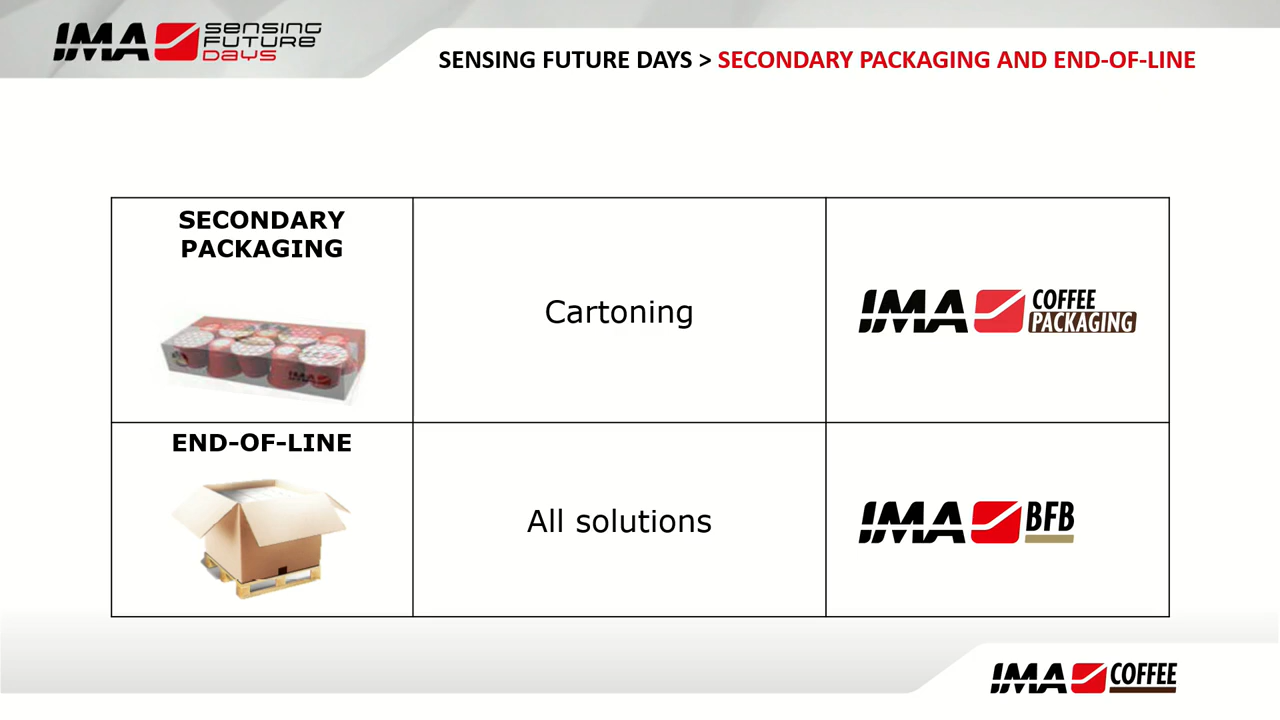 IMA SENSING FUTURE DAYS
SENSING FUTURE DAYS > SECONDARY PACKAGING AND END-OF-LINE
SECONDARY
PACKAGING
IMA
Cartoning
IMA COFFEE PACKAGING
END-OF-LINE
All solutions
IMA BFB
IMA COFFEE